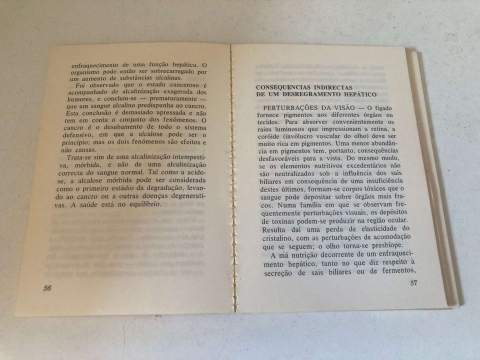 enfraquecimento de uma função hepática. O
organismo pode então ser sobrecarregado por
um aumento de substâncias alcalinas.
Foi observado que o estado canceroso é
acompanhado de alcalinização exagerada dos
humores, e conclue-se — prematuramente —
que um sangue alcalino predispunha ao cancro.
Esta conclusão é demasiado apressada e não
tem em conta o conjunto dos fenómenos. O
cancro é o desabamento de todo o sistema
defensivo, em que a alcalose pode ser o
princípio; mas os dois fenómenos são efeitos e
não causas.
Trata-se sim de uma alcalinização intempesti-
va, mórbida, e não de uma alcalinização
correcta do sangue normal. Tal como a acido-
se, a alcalose mórbida pode ser considerada
como o primeiro estádio da degradação, levan-
do ao cancro ou a outras doenças degenerati-
vas. A saúde está no equilíbrio.
56
CONSEQUENCIAS INDIRECTAS
DE UM DESREGRAMENTO HEPÁTICO
PERTURBAÇÕES DA VISÃO — O fígado
fornece pigmentos aos diferentes órgãos ou
tecidos. Para absorver convenientemente os
raios luminosos que impressionam a retina, a
coróide (invólucro vascular do olho) deve ser
muito rica em pigmentos. Uma menor abundân-
cia em pigmentos tem, portanto, consequências
desfavoráveis para a vista. Do mesmo modo,
se os elementos nutritivos excedentários não
são neutralizados sob a influência dos sais
biliares em consequência de uma insuficiência
destes últimos, formam-se corpos tóxicos que o
sangue pode depositar sobre órgãos mais fra-
cos. Numa família em que se observam fre-
quentemente perturbações visuais, os depósitos
de toxinas podem-se produzir na região ocular.
Resulta daí uma perda de elasticidade do
cristalino, com as perturbações de acomodação
que se seguem; o olho torna-se presbíope.
A má nutrição decorrente de um enfraqueci-
mento hepático, tanto no que diz respeito à
secreção de sais biliares ou de fermentos,
57